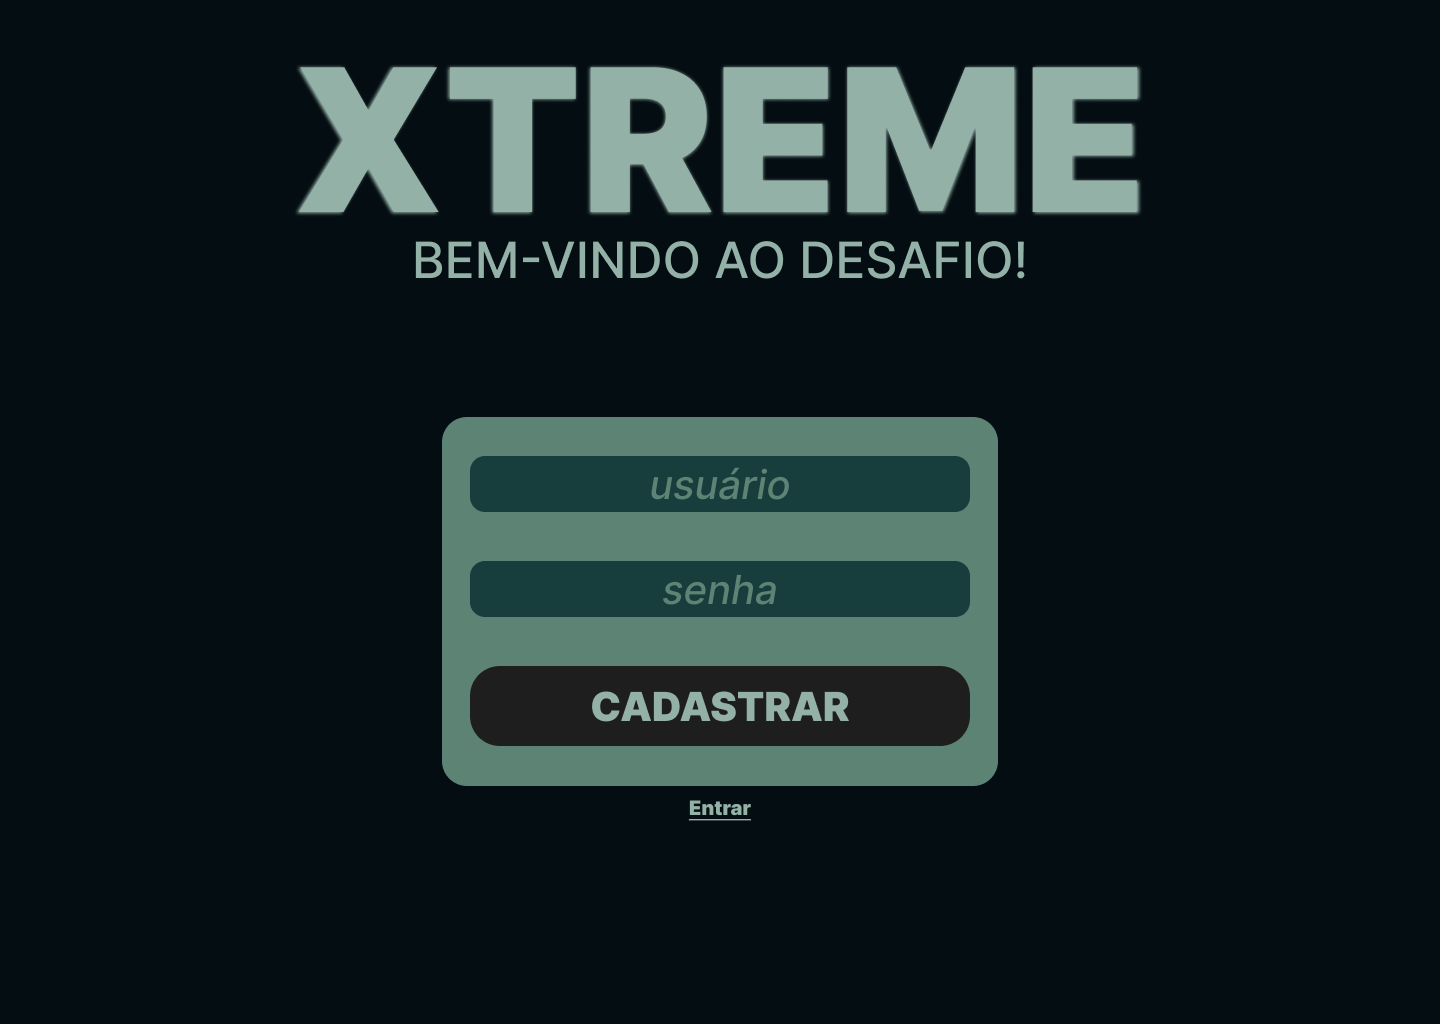 XTREME
BEM-VINDO AO DESAFIO!
usuário
senha
CADASTRAR
Entrar